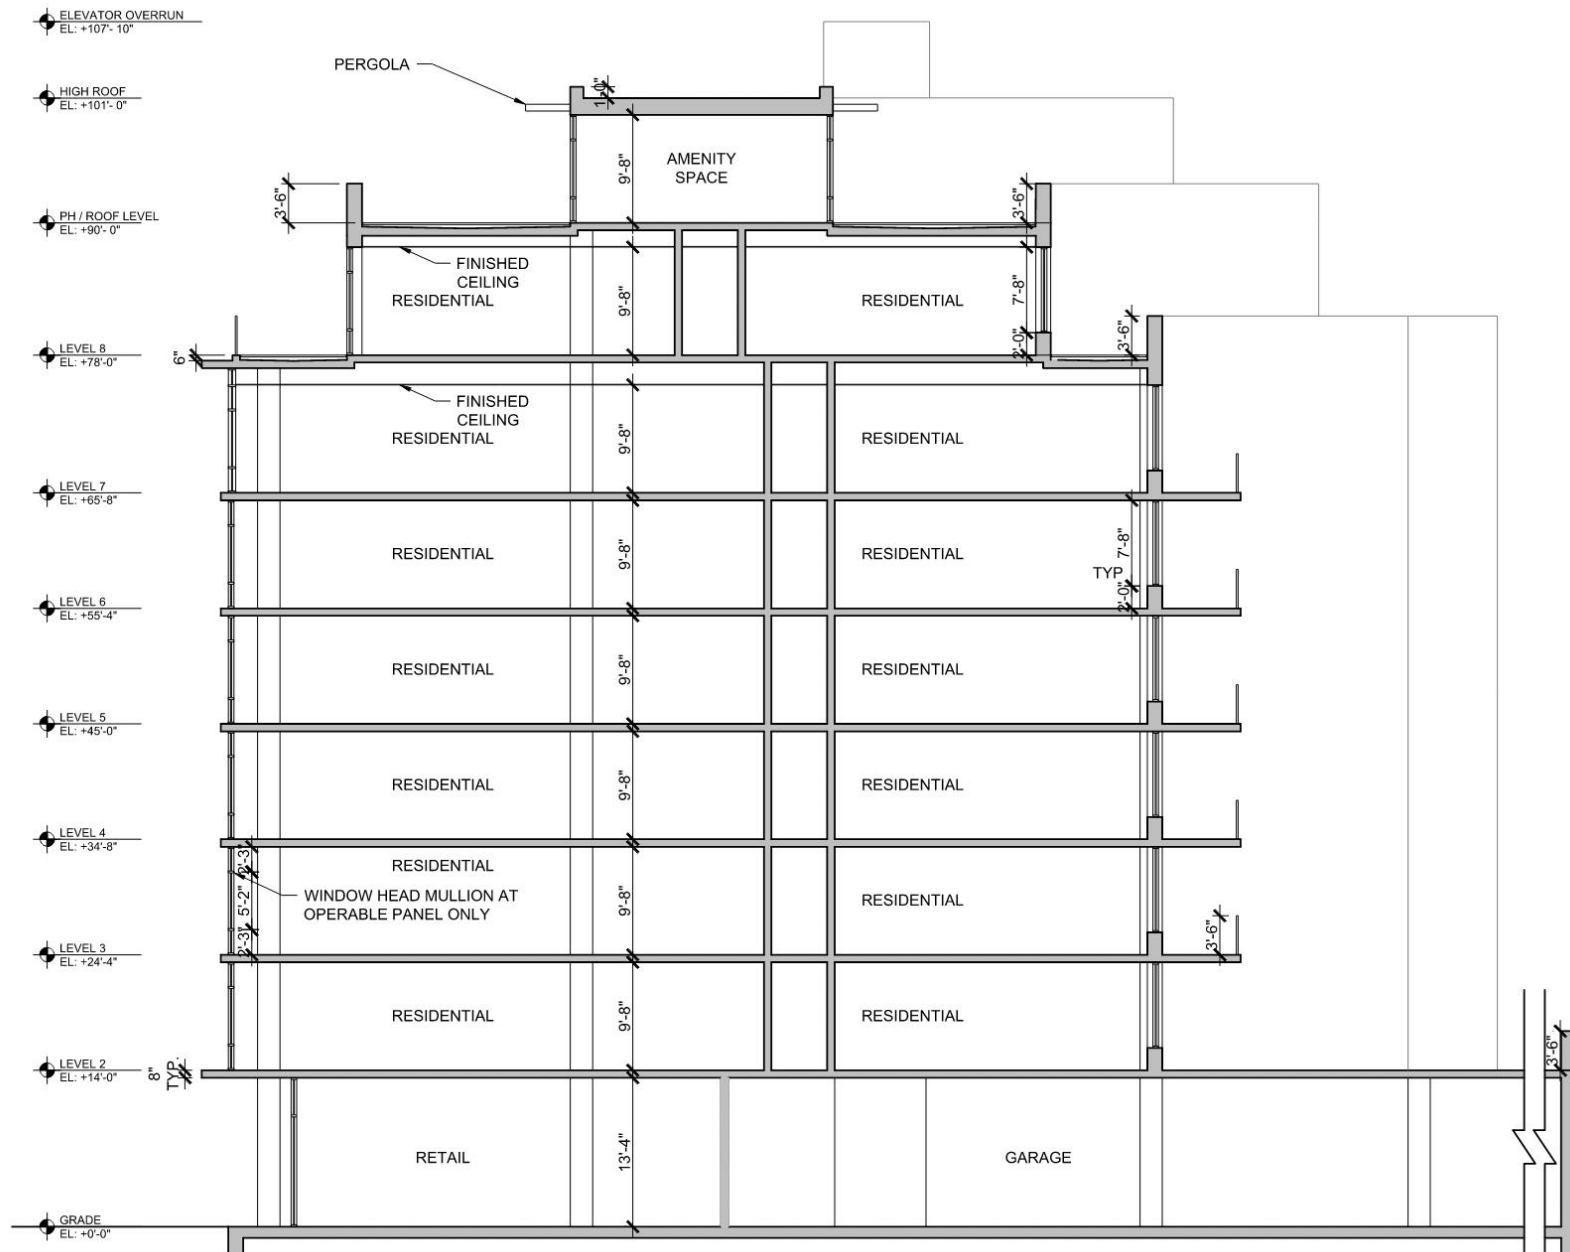 ELEVATOR OVERRUN
EL: +107'- 10"
PERGOLA
HIGH ROOF
EL: +101'- 0"
1'-0"
9'-8"
AMENITY
SPACE
3'-6"
3'-6"
PH / ROOF LEVEL
EL: +90'- 0"
FINISHED
CEILING
RESIDENTIAL
9'-8"
RESIDENTIAL
7'-8"
2'-0"
3'-6"
LEVEL 8
EL: +78'-0"
6"
FINISHED
CEILING
RESIDENTIAL
9'-8"
RESIDENTIAL
LEVEL 7
EL: +65'-8"
RESIDENTIAL
9'-8"
RESIDENTIAL
7'-8"
TYP
2'-0"
LEVEL 6
EL: +55'-4"
RESIDENTIAL
9'-8"
RESIDENTIAL
LEVEL 5
EL: +45'-0"
RESIDENTIAL
9'-8"
RESIDENTIAL
LEVEL 4
EL: +34'-8"
2'-3"
RESIDENTIAL
WINDOW HEAD MULLION AT
OPERABLE PANEL ONLY
5'-2"
9'-8"
RESIDENTIAL
2'-3"
3'-6"
LEVEL 3
EL: +24'-4"
RESIDENTIAL
9'-8"
RESIDENTIAL
3'-6"
LEVEL 2
EL: +14'-0"
8"
TYP.
RETAIL
13'-4"
GARAGE
GRADE
EL: +0'-0"